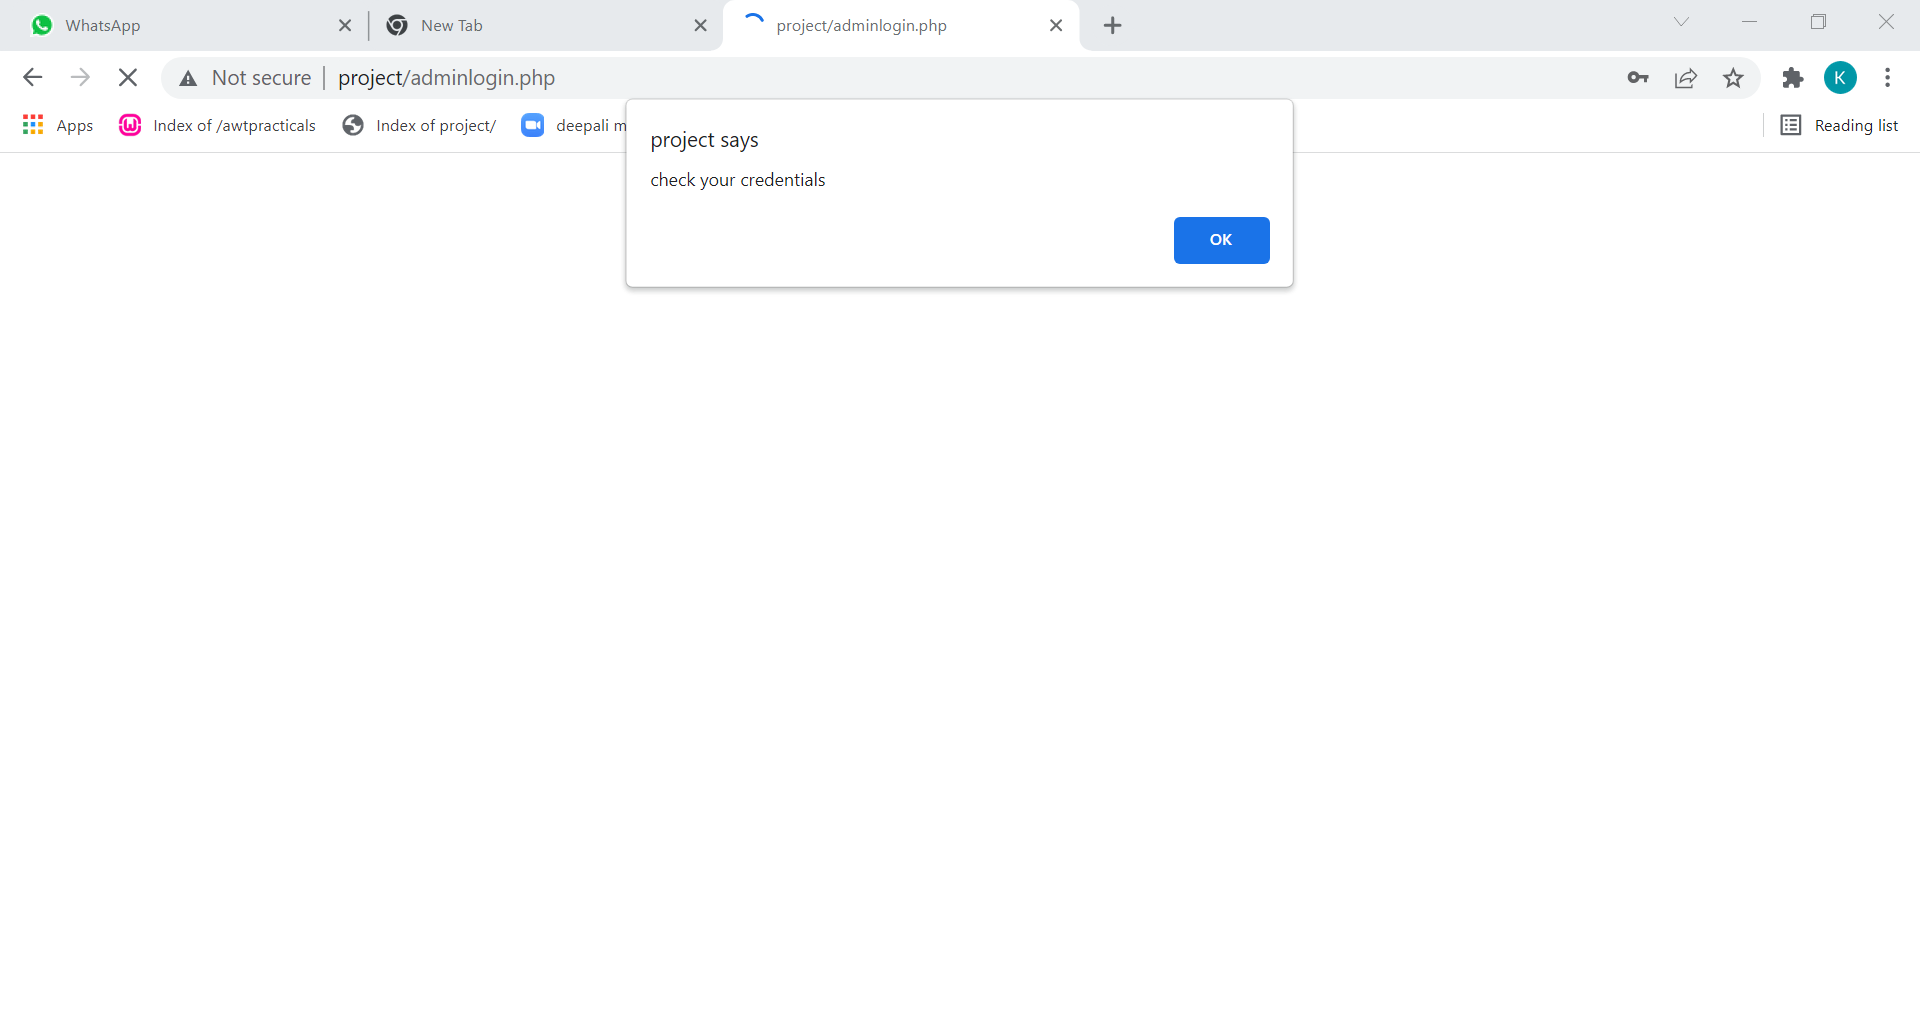 WhatsApp
New Tab
project/adminlogin.php
Not secure
project/adminlogin.php
K
Apps
Index of /awtpracticals
Index of project/
deepali m
Reading list
project says
check your credentials
OK